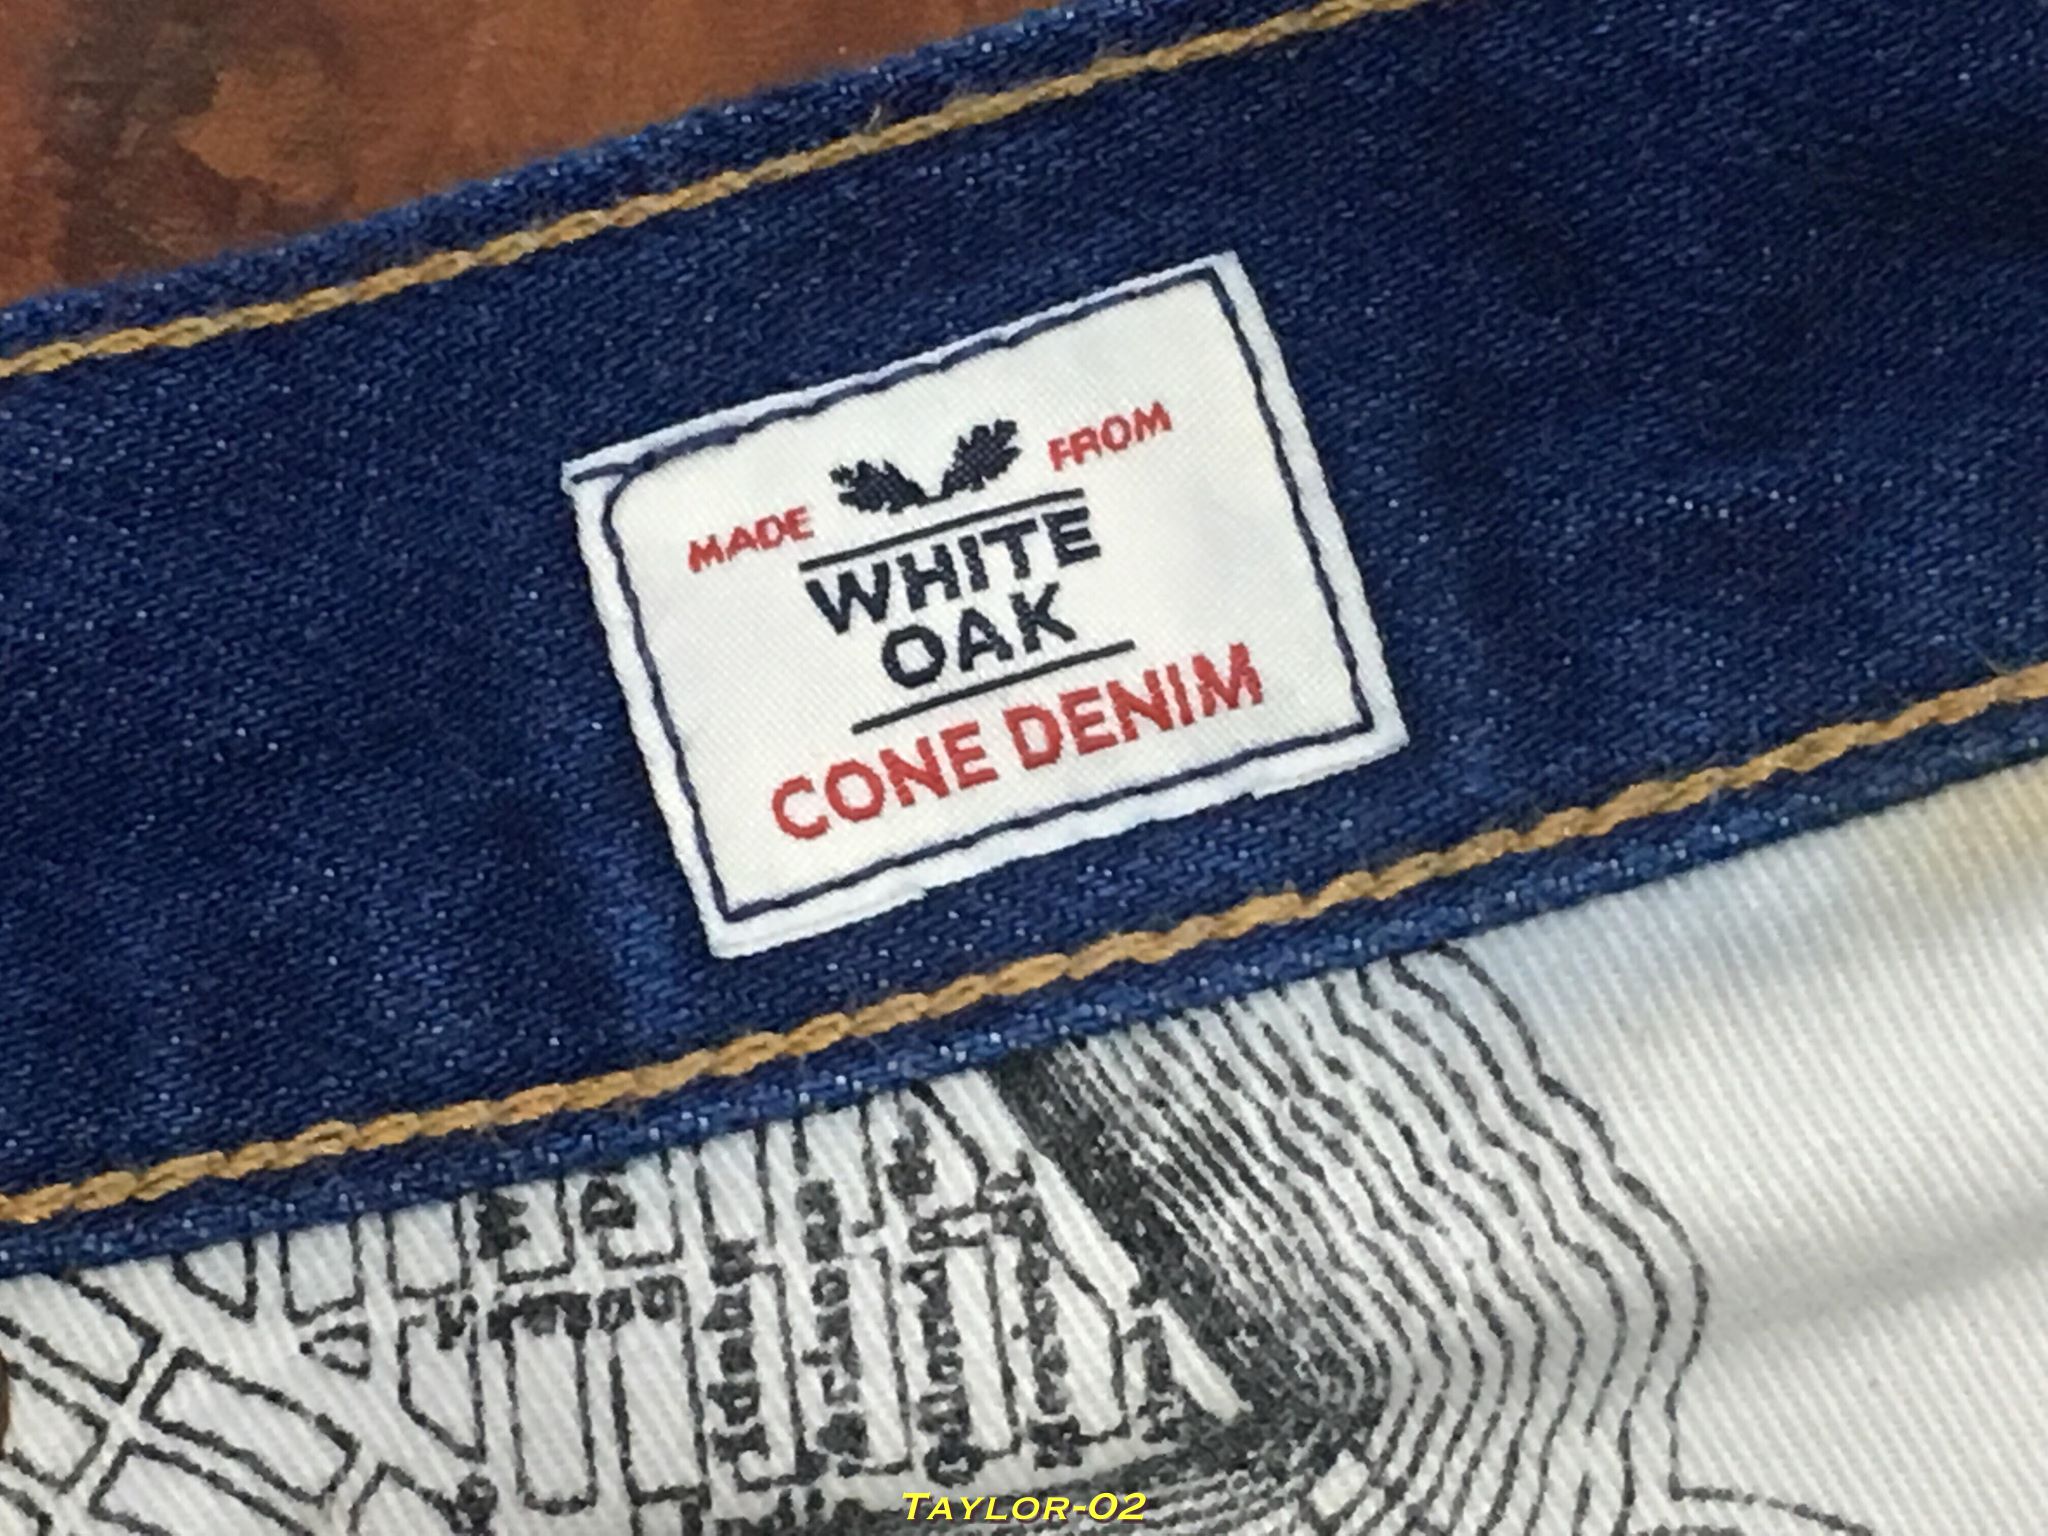 MADE FROM
WHITE
OAK
CONE DENIM
TAYLOR-02